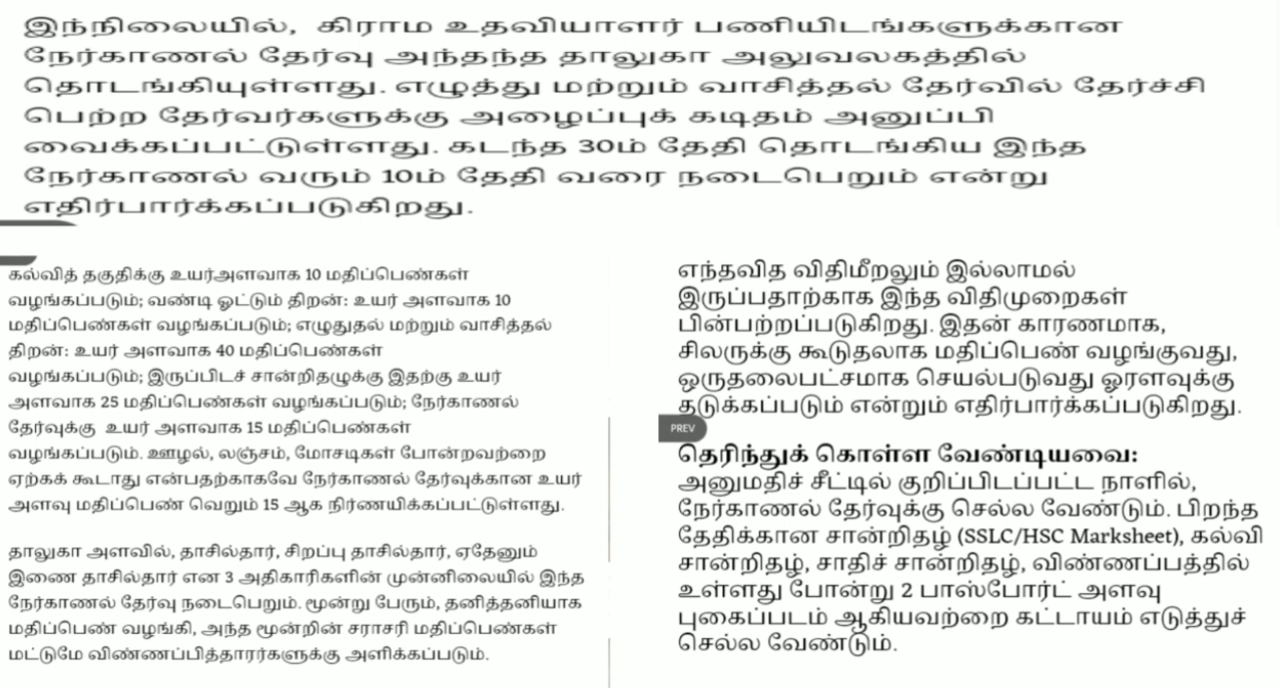 இந்நிலையில், கிராம உதவியாளர் பணியிடங்களுக்கான
நேர்காணல் தேர்வு அந்தந்த தாலுகா அலுவலகத்தில்
தொடங்கியுள்ளது. எழுத்து மற்றும் வாசித்தல் தேர்வில் தேர்ச்சி
பெற்ற தேர்வர்களுக்கு அழைப்புக் கடிதம் அனுப்பி
வைக்கப்பட்டுள்ளது. கடந்த 30ம் தேதி தொடங்கிய இந்த
நேர்காணல் வரும் 10ம் தேதி வரை நடைபெறும் என்று
எதிர்பார்க்கப்படுகிறது.
கல்வித் தகுதிக்கு உயர்அளவாக 10 மதிப்பெண்கள்
வழங்கப்படும்; வண்டி ஓட்டும் திறன்: உயர் அளவாக 10
மதிப்பெண்கள் வழங்கப்படும்; எழுதுதல் மற்றும் வாசித்தல்
திறன்: உயர் அளவாக 40 மதிப்பெண்கள்
வழங்கப்படும்; இருப்பிடச் சான்றிதழுக்கு இதற்கு உயர்
அளவாக 25 மதிப்பெண்கள் வழங்கப்படும்; நேர்காணல்
தேர்வுக்கு உயர் அளவாக 15 மதிப்பெண்கள்
வழங்கப்படும். ஊழல், லஞ்சம், மோசடிகள் போன்றவற்றை
ஏற்கக் கூடாது என்பதற்காகவே நேர்காணல் தேர்வுக்கான உயர்
அளவு மதிப்பெண் வெறும் 15 ஆக நிர்ணயிக்கப்பட்டுள்ளது.
தாலுகா அளவில், தாசில்தார், சிறப்பு தாசில்தார், ஏதேனும்
இணை தாசில்தார் என 3 அதிகாரிகளின் முன்னிலையில் இந்த
நேர்காணல் தேர்வு நடைபெறும். மூன்று பேரும், தனித்தனியாக
மதிப்பெண் வழங்கி, அந்த மூன்றின் சராசரி மதிப்பெண்கள்
மட்டுமே விண்ணப்பித்தாரர்களுக்கு அளிக்கப்படும்.
எந்தவித விதிமீறலும் இல்லாமல்
இருப்பதாற்காக இந்த விதிமுறைகள்
பின்பற்றப்படுகிறது. இதன் காரணமாக,
சிலருக்கு கூடுதலாக மதிப்பெண் வழங்குவது,
ஒருதலைபட்சமாக செயல்படுவது ஓரளவுக்கு
தடுக்கப்படும் என்றும் எதிர்பார்க்கப்படுகிறது.
PREV
தெரிந்துக் கொள்ள வேண்டியவை:
அனுமதிச் சீட்டில் குறிப்பிடப்பட்ட நாளில்,
நேர்காணல் தேர்வுக்கு செல்ல வேண்டும். பிறந்த
தேதிக்கான சான்றிதழ் (SSLC/HSC Marksheet), கல்வி
சான்றிதழ், சாதிச் சான்றிதழ், விண்ணப்பத்தில்
உள்ளது போன்று 2 பாஸ்போர்ட் அளவு
புகைப்படம் ஆகியவற்றை கட்டாயம் எடுத்துச்
செல்ல வேண்டும்.